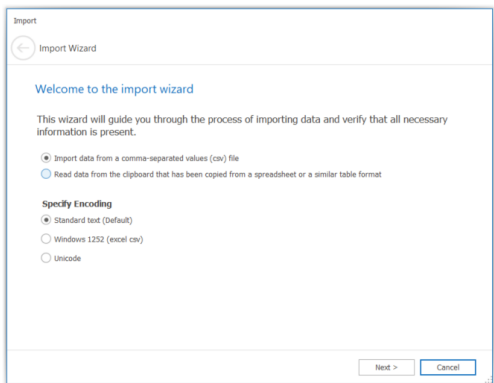 Import
Import Wizard
Welcome to the import wizard
This wizard will guide you through the process of importing data and verify that all necessary
information is present.
Import data from a comma-separated values (csv) file
Read data from the clipboard that has been copied from a spreadsheet or a similar table format
Specify Encoding
Standard text (Default)
Windows 1252 (excel csv)
Unicode
Next >
Cancel